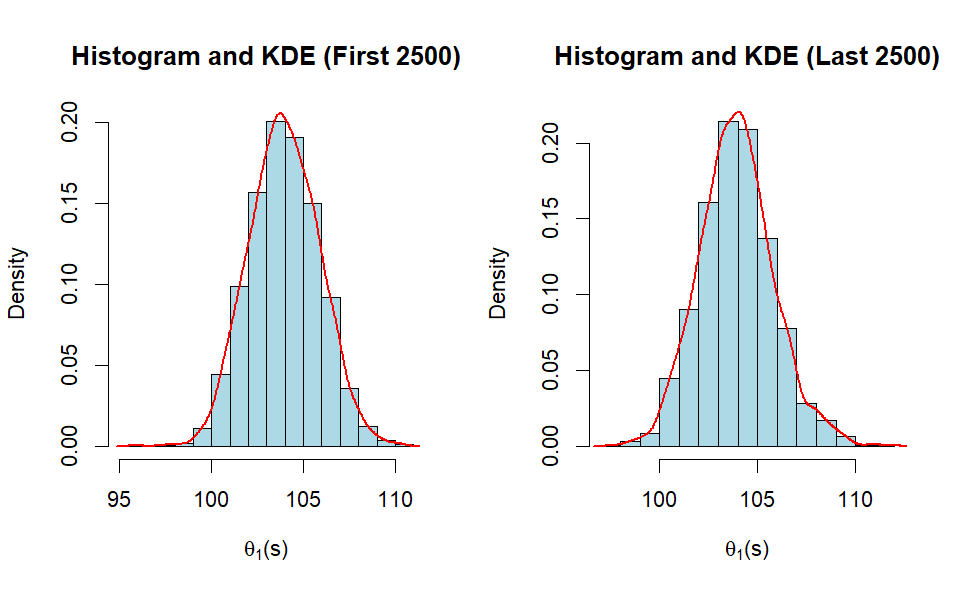 Histogram and KDE (First 2500)
Density
0.00 0.05 0.10 0.15 0.20
95 100 105 110
θ1(s)
Histogram and KDE (Last 2500)
Density
0.00 0.05 0.10 0.15 0.20
100 105 110
θ1(s)